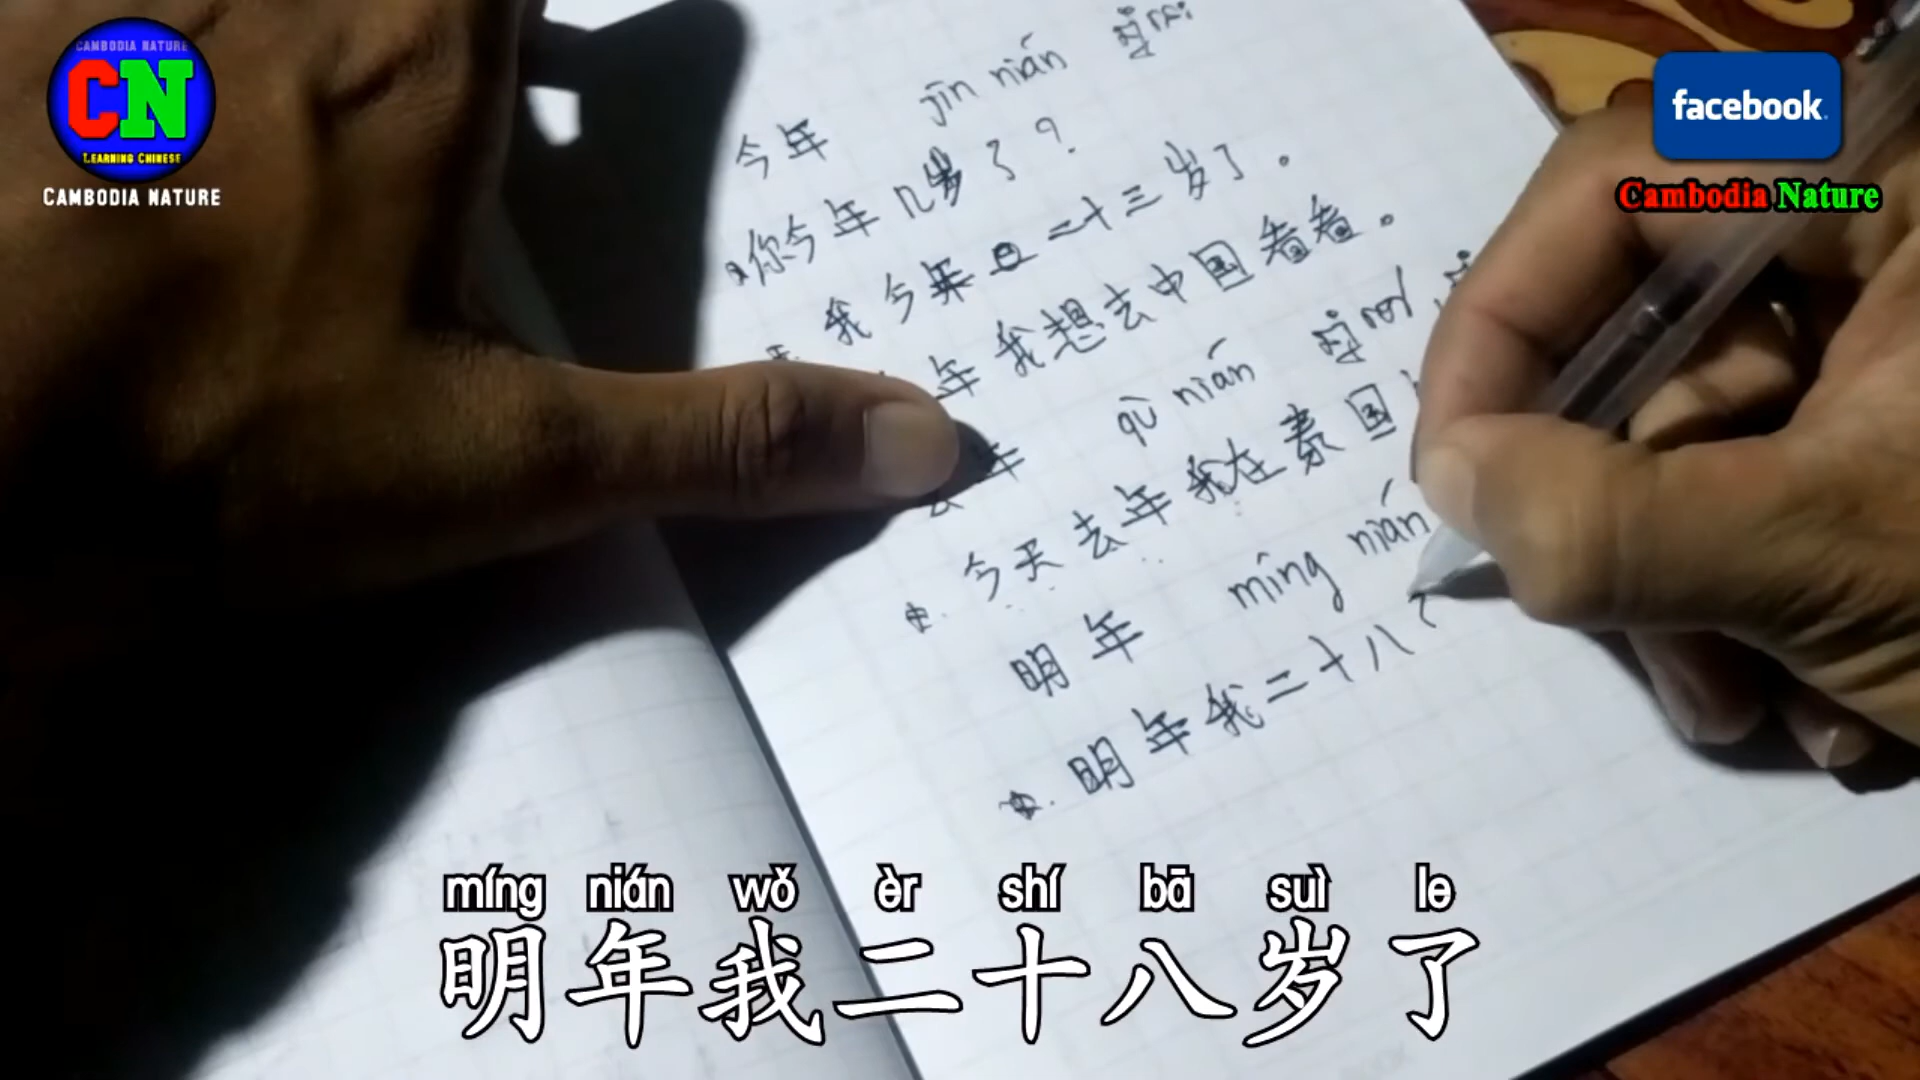 CAMBODIA NATURE
CN
LEARNING CHINESE
CAMBODIA NATURE
facebook
Cambodia Nature
今年 jīn nián
你今年几岁了？
我今年 二十三岁了。
年我想去中国看看。
去年 qù nián
今天去年我在泰国
明年 míng nián
明年我二十八
míng nián wǒ èr shí bā suì le
明年我二十八岁了